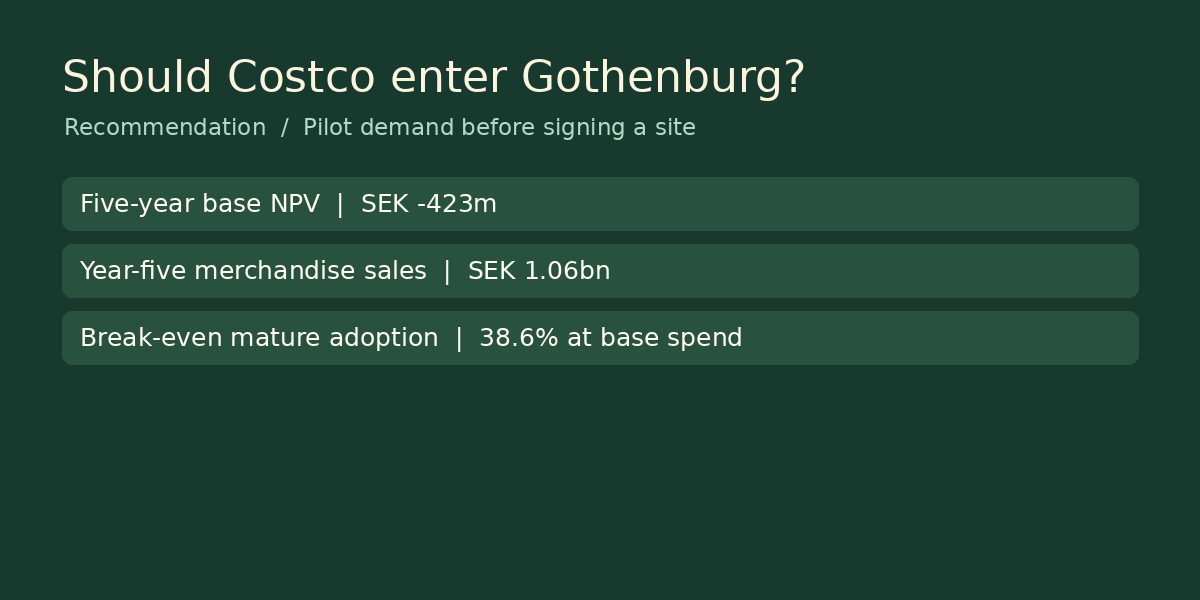 Should Costco enter Gothenburg?
Recommendation / Pilot demand before signing a site
Five-year base NPV | SEK -423m
Year-five merchandise sales | SEK 1.06bn
Break-even mature adoption | 38.6% at base spend